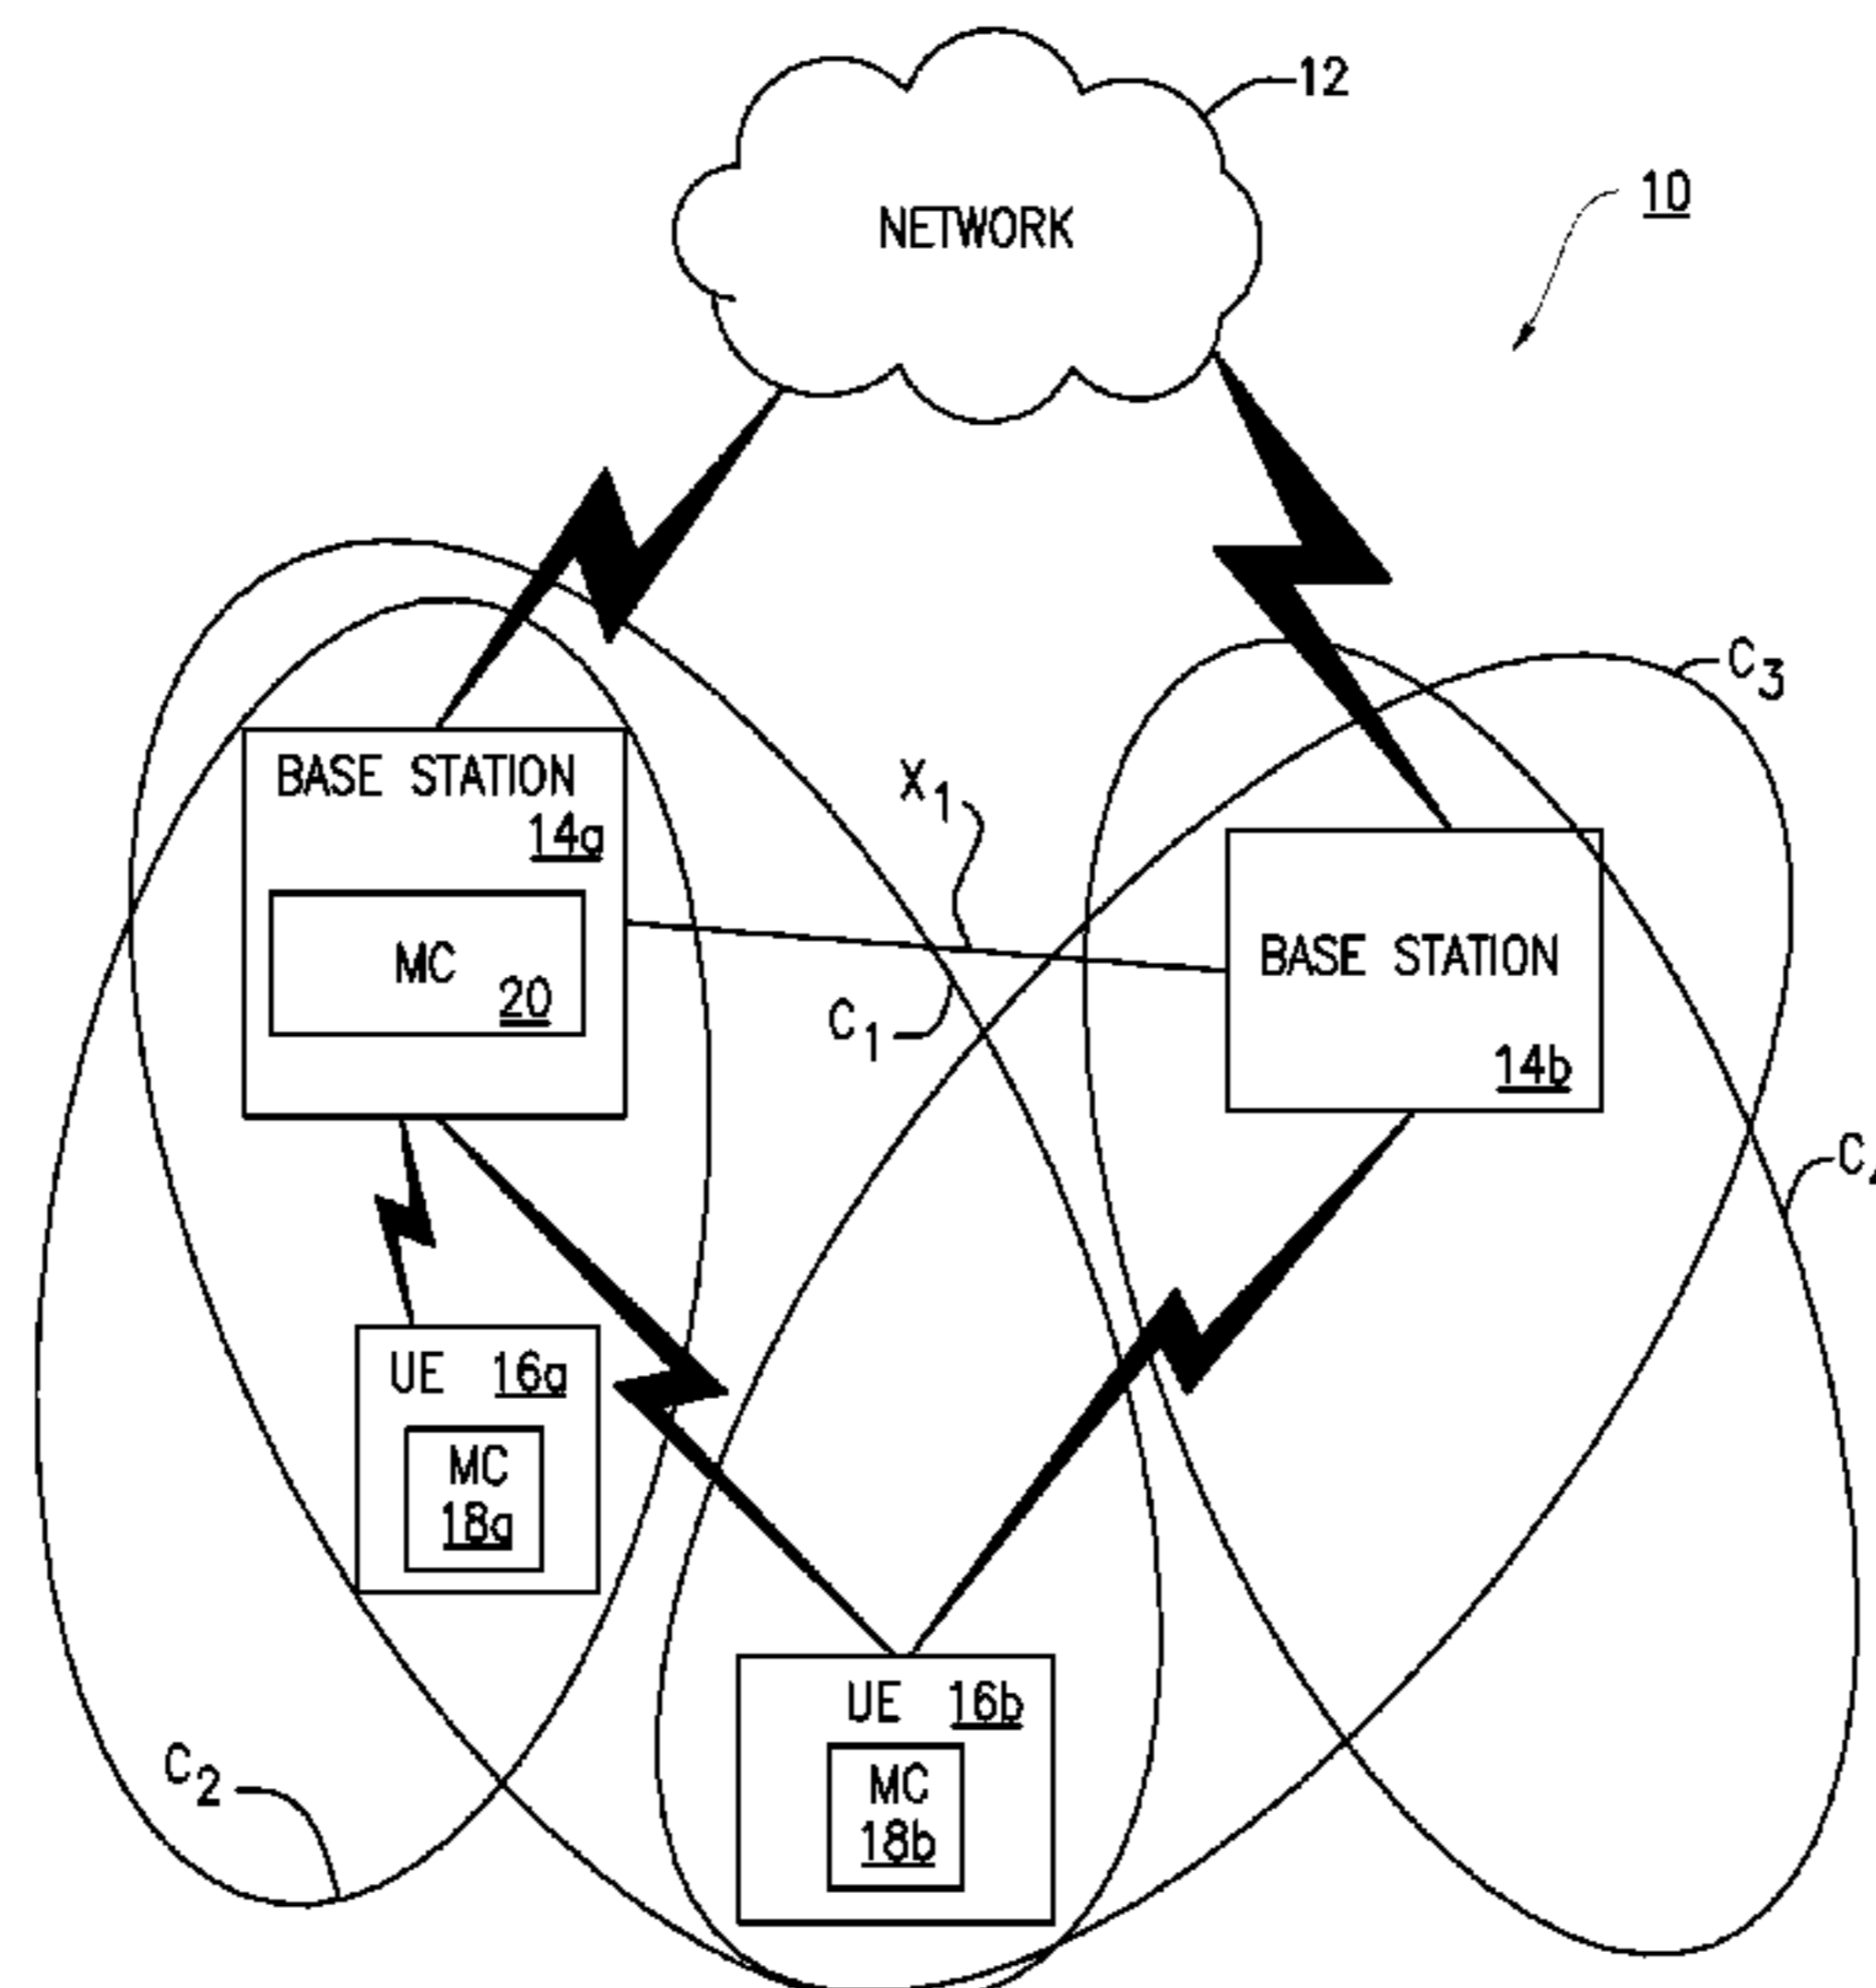 12
NETWORK
10
C3
BASE STATION
14a
X1
MC
20
BASE STATION
C1
14b
C
UE 16a
MC
18a
UE 16b
MC
18b
C2